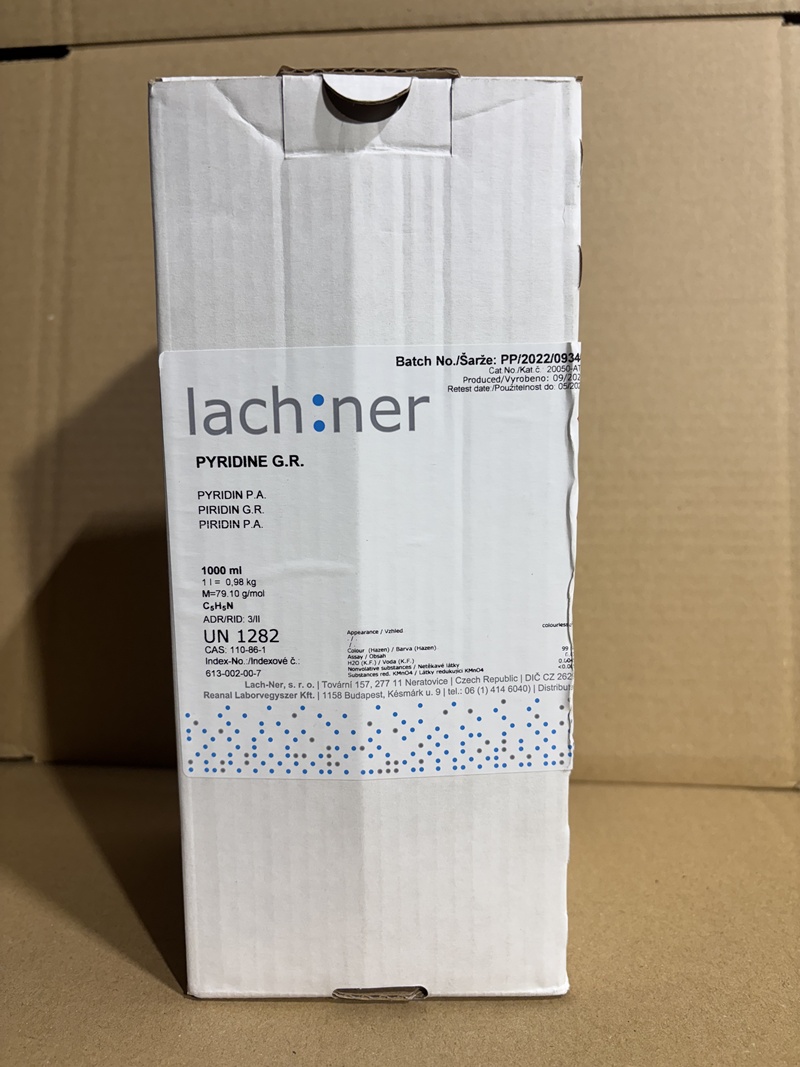 Batch No./Šarže: PP/2022/0934
Cat.No./Kat.č.: 20050-AT
Produced/Vyrobeno: 09/202
Retest date /Použitelnost do: 05/202
lach:ner
PYRIDINE G.R.
PYRIDIN P.A.
PIRIDIN G.R.
PIRIDIN P.A.
1000 ml
1 l = 0,98 kg
M=79.10 g/mol
C₅H₅N
ADR/RID: 3/II
UN 1282
CAS: 110-86-1
Index-No.:/Indexové č.:
613-002-00-7
Appearance / Vzhled colourless
/
Colour (Hazen) / Barva (Hazen)
Assay / Obsah 99
H2O (K.F.) / Voda (K.F.)
Nonvolatile substances / Netěkavé látky
Substances red. KMnO4 / Látky redukující KMnO4
Lach-Ner, s. r. o. | Tovární 157, 277 11 Neratovice | Czech Republic | DIČ CZ 262
Reanal Laborvegyszer Kft. | 1158 Budapest, Késmárk u. 9 | tel.: 06 (1) 414 6040) | Distribut